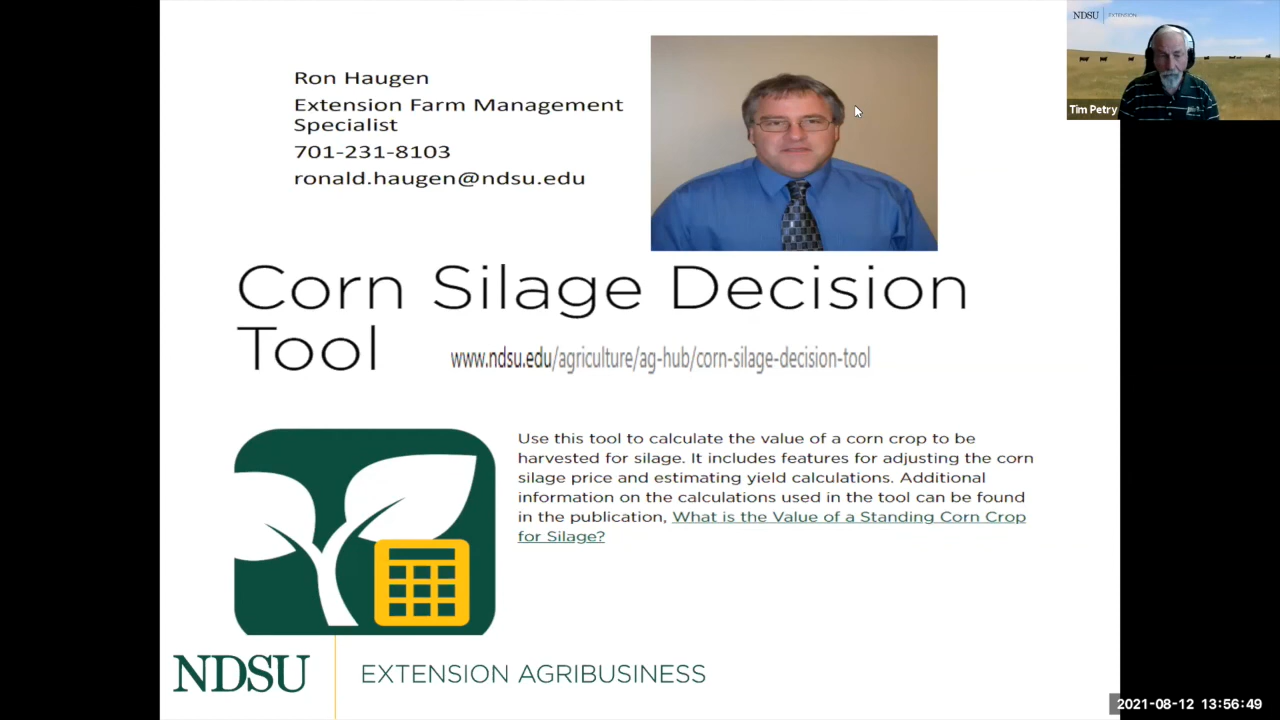 Ron Haugen
Extension Farm Management
Specialist
701-231-8103
ronald.haugen@ndsu.edu
NDSU EXTENSION
Tim Petry
Corn Silage Decision
Tool
www.ndsu.edu/agriculture/ag-hub/corn-silage-decision-tool
Use this tool to calculate the value of a corn crop to be
harvested for silage. It includes features for adjusting the corn
silage price and estimating yield calculations. Additional
information on the calculations used in the tool can be found
in the publication, What is the Value of a Standing Corn Crop
for Silage?
NDSU EXTENSION AGRIBUSINESS
2021-08-12 13:56:49